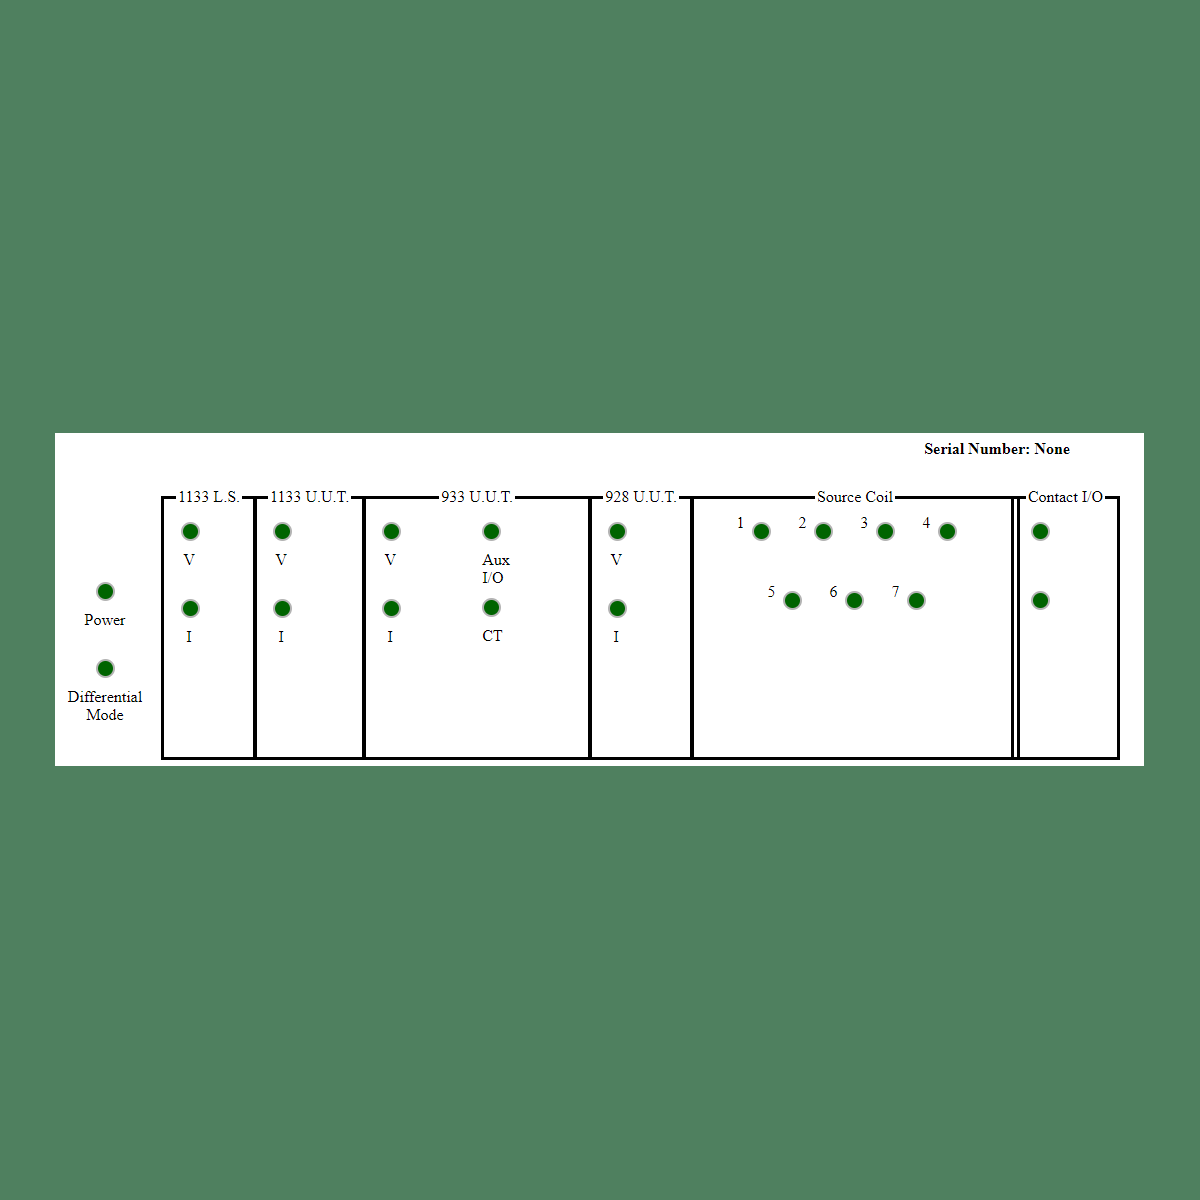 Serial Number: None
1133 L.S. 1133 U.U.T. 933 U.U.T. 928 U.U.T. Source Coil Contact I/O
1 2 3 4
V V V Aux V
I/O
5 6 7
Power
I I I CT I
Differential
Mode